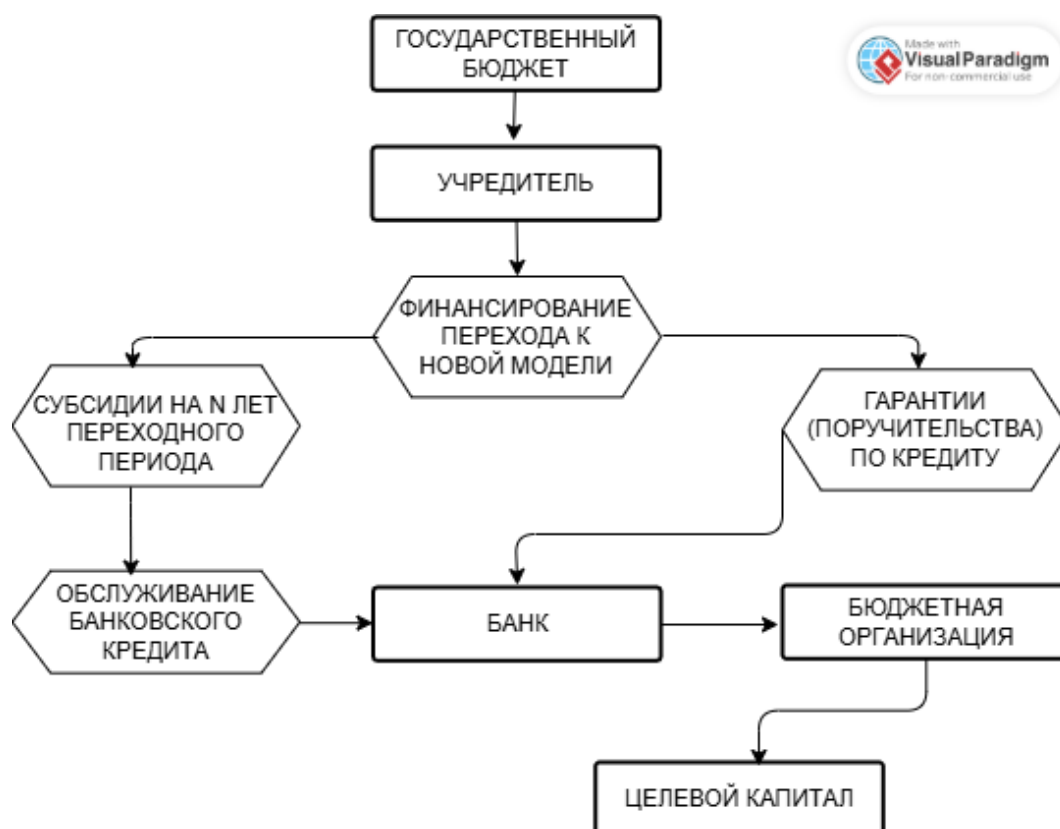 ГОСУДАРСТВЕННЫЙ
БЮДЖЕТ
Made with
Visual Paradigm
For non-commercial use
УЧРЕДИТЕЛЬ
ФИНАНСИРОВАНИЕ
ПЕРЕХОДА К
НОВОЙ МОДЕЛИ
СУБСИДИИ НА N ЛЕТ
ПЕРЕХОДНОГО
ПЕРИОДА
ГАРАНТИИ
(ПОРУЧИТЕЛЬСТВА)
ПО КРЕДИТУ
ОБСЛУЖИВАНИЕ
БАНКОВСКОГО
КРЕДИТА
БАНК
БЮДЖЕТНАЯ
ОРГАНИЗАЦИЯ
ЦЕЛЕВОЙ КАПИТАЛ